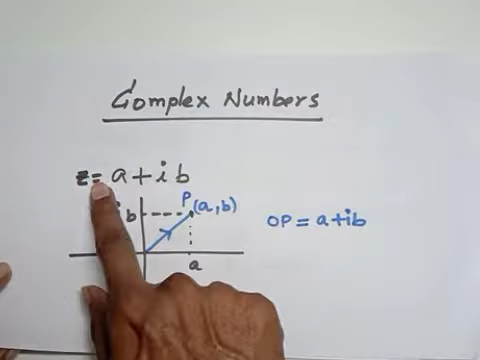 Complex Numbers
z = a + i b
P
(a, b)
i b
OP = a + ib
a